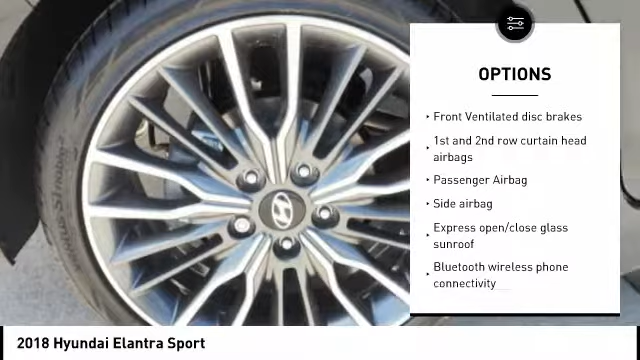 OPTIONS
Front Ventilated disc brakes
1st and 2nd row curtain head
airbags
Passenger Airbag
Side airbag
Express open/close glass
sunroof
Bluetooth wireless phone
connectivity
2018 Hyundai Elantra Sport